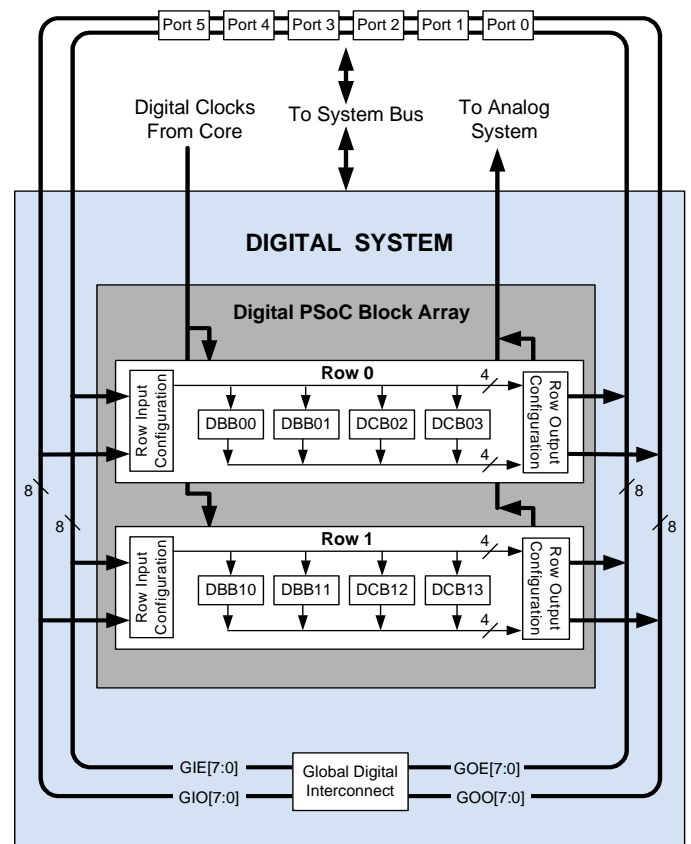 Port 5 Port 4 Port 3 Port 2 Port 1 Port 0
Digital Clocks
From Core
To System Bus
To Analog
System
DIGITAL SYSTEM
Digital PSoC Block Array
Row 0
4
Row Input
Configuration
DBB00 DBB01 DCB02 DCB03
4
Row Output
Configuration
8
8
8
8
Row 1
4
Row Input
Configuration
DBB10 DBB11 DCB12 DCB13
4
Row Output
Configuration
GIE[7:0]
GIO[7:0]
Global Digital
Interconnect
GOE[7:0]
GOO[7:0]